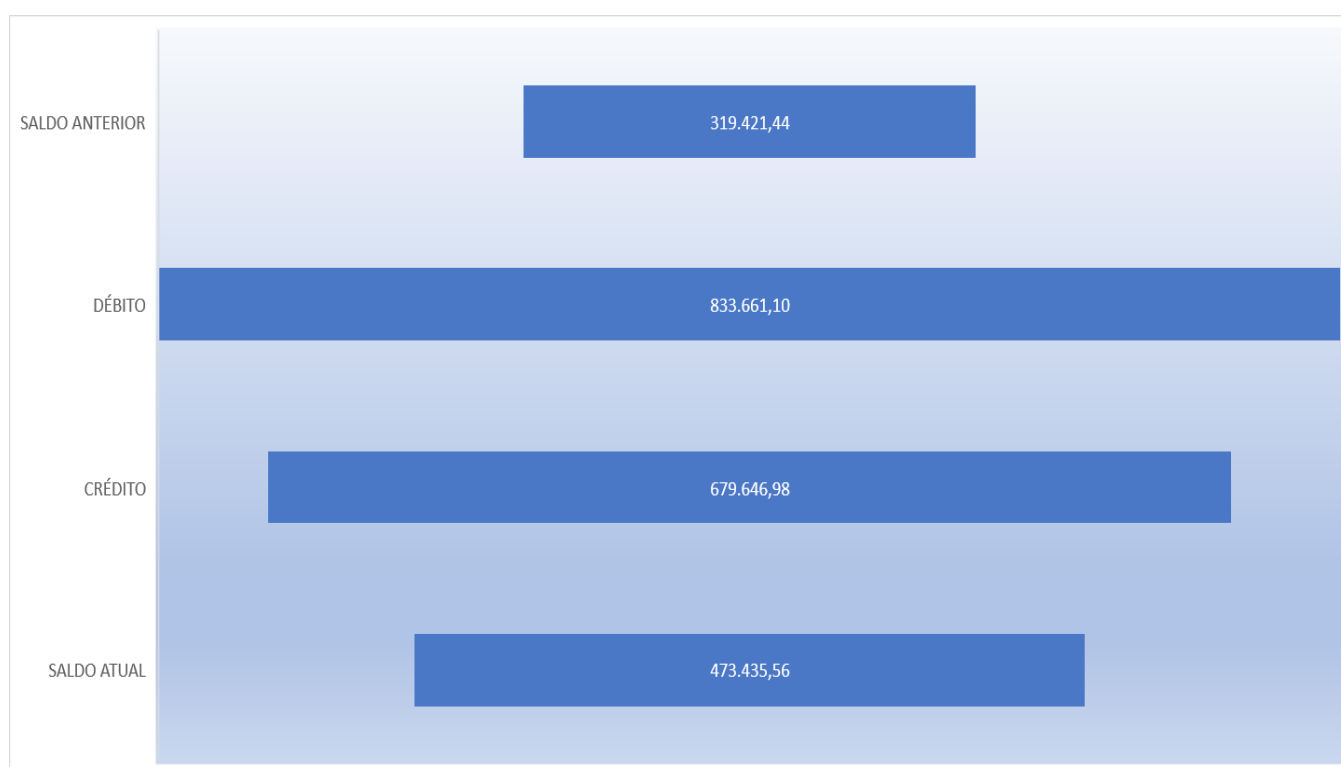 SALDO ANTERIOR 319.421,44
DÉBITO 833.661,10
CRÉDITO 679.646,98
SALDO ATUAL 473.435,56